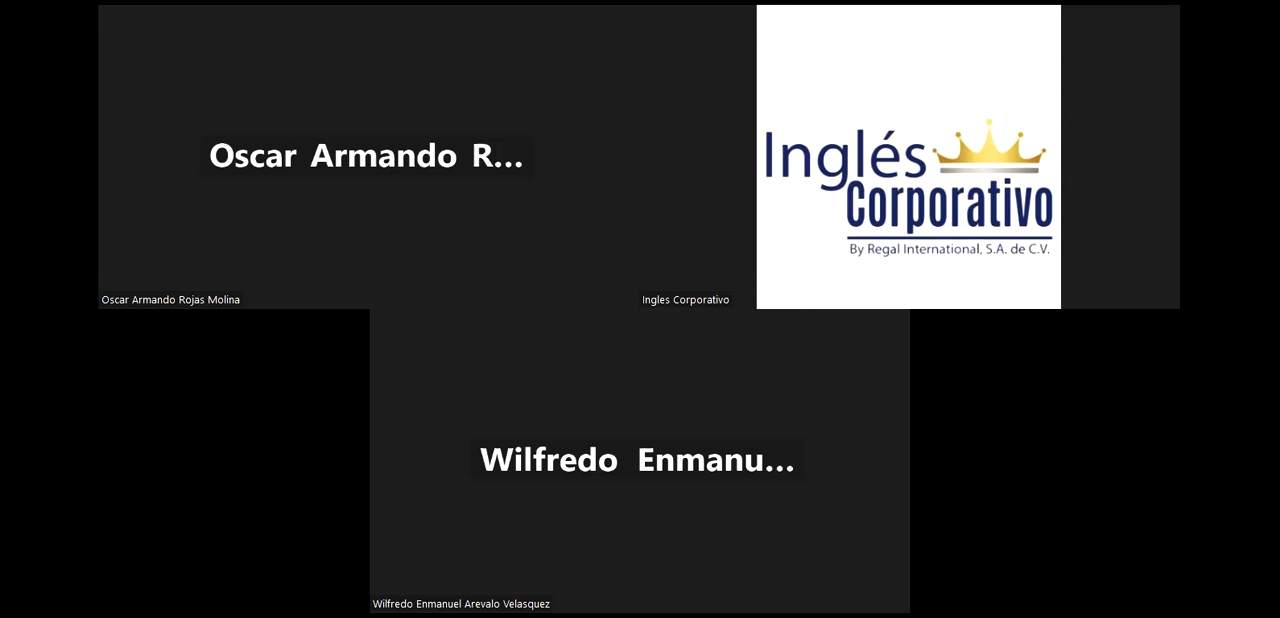 Oscar Armando R...
Oscar Armando Rojas Molina
Inglés
Corporativo
By Regal International, S.A. de C.V.
Ingles Corporativo
Wilfredo Enmanu...
Wilfredo Enmanuel Arevalo Velasquez